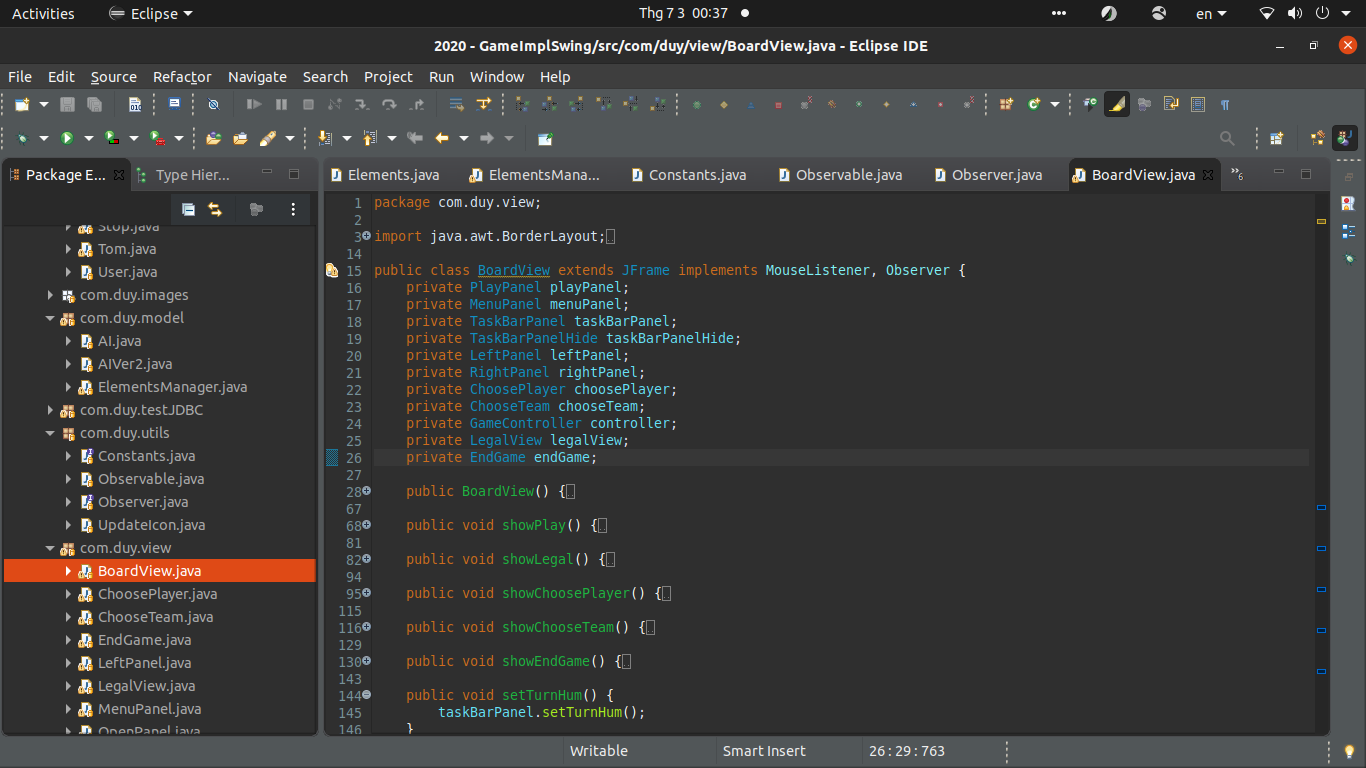 Activities Eclipse Thg 7 3 00:37 en
2020 - GameImplSwing/src/com/duy/view/BoardView.java - Eclipse IDE
File Edit Source Refactor Navigate Search Project Run Window Help
Package E... Type Hier...
Elements.java ElementsMana... Constants.java Observable.java Observer.java BoardView.java »6
Stop.java
Tom.java
User.java
com.duy.images
com.duy.model
AI.java
AIVer2.java
ElementsManager.java
com.duy.testJDBC
com.duy.utils
Constants.java
Observable.java
Observer.java
UpdateIcon.java
com.duy.view
BoardView.java
ChoosePlayer.java
ChooseTeam.java
EndGame.java
LeftPanel.java
LegalView.java
MenuPanel.java
OpenPanel.java
1 package com.duy.view;
2
3 import java.awt.BorderLayout;
14
15 public class BoardView extends JFrame implements MouseListener, Observer {
16 private PlayPanel playPanel;
17 private MenuPanel menuPanel;
18 private TaskBarPanel taskBarPanel;
19 private TaskBarPanelHide taskBarPanelHide;
20 private LeftPanel leftPanel;
21 private RightPanel rightPanel;
22 private ChoosePlayer choosePlayer;
23 private ChooseTeam chooseTeam;
24 private GameController controller;
25 private LegalView legalView;
26 private EndGame endGame;
27
28 public BoardView() {
67
68 public void showPlay() {
81
82 public void showLegal() {
94
95 public void showChoosePlayer() {
115
116 public void showChooseTeam() {
129
130 public void showEndGame() {
143
144 public void setTurnHum() {
145 taskBarPanel.setTurnHum();
146 }
Writable Smart Insert 26 : 29 : 763